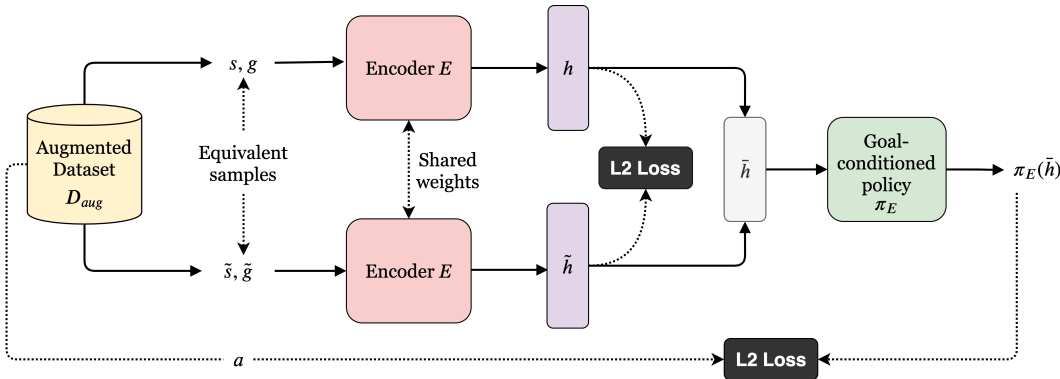 s, g
Encoder E
h
Augmented
Dataset
D_aug
Equivalent
samples
Shared
weights
L2 Loss
h̄
Goal-
conditioned
policy
π_E
π_E(h̄)
s̃, g̃
Encoder E
h̃
a
L2 Loss